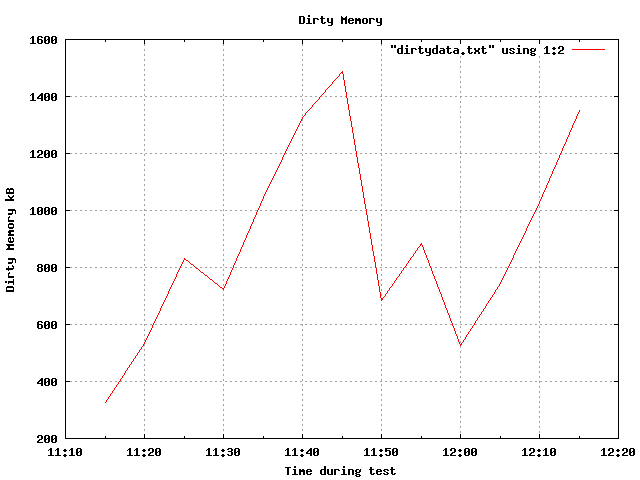 Dirty Memory
"dirtydata.txt" using 1:2
1600
1400
1200
1000
800
600
400
200
Dirty Memory kB
11:10 11:20 11:30 11:40 11:50 12:00 12:10 12:20
Time during test